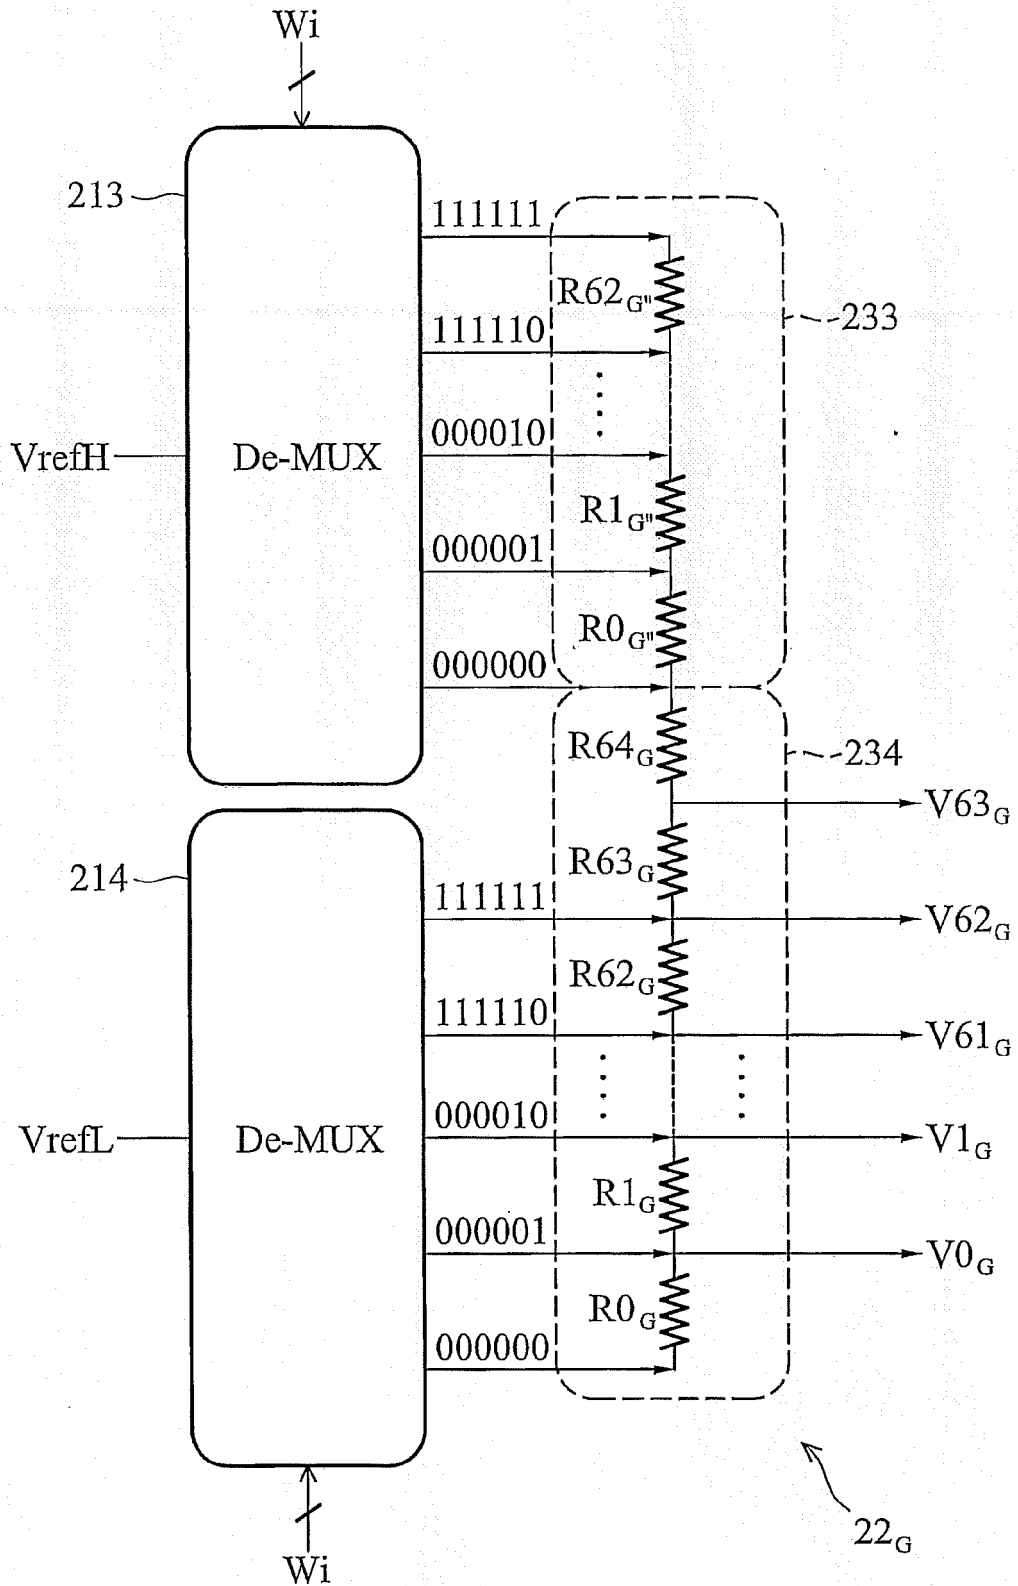 Wi
213
111111
R62G"
233
111110
000010
VrefH
De-MUX
R1G"
000001
R0G"
000000
R64G
234
V63G
R63G
214
111111
V62G
R62G
111110
V61G
000010
VrefL
De-MUX
V1G
R1G
000001
V0G
R0G
000000
22G
Wi